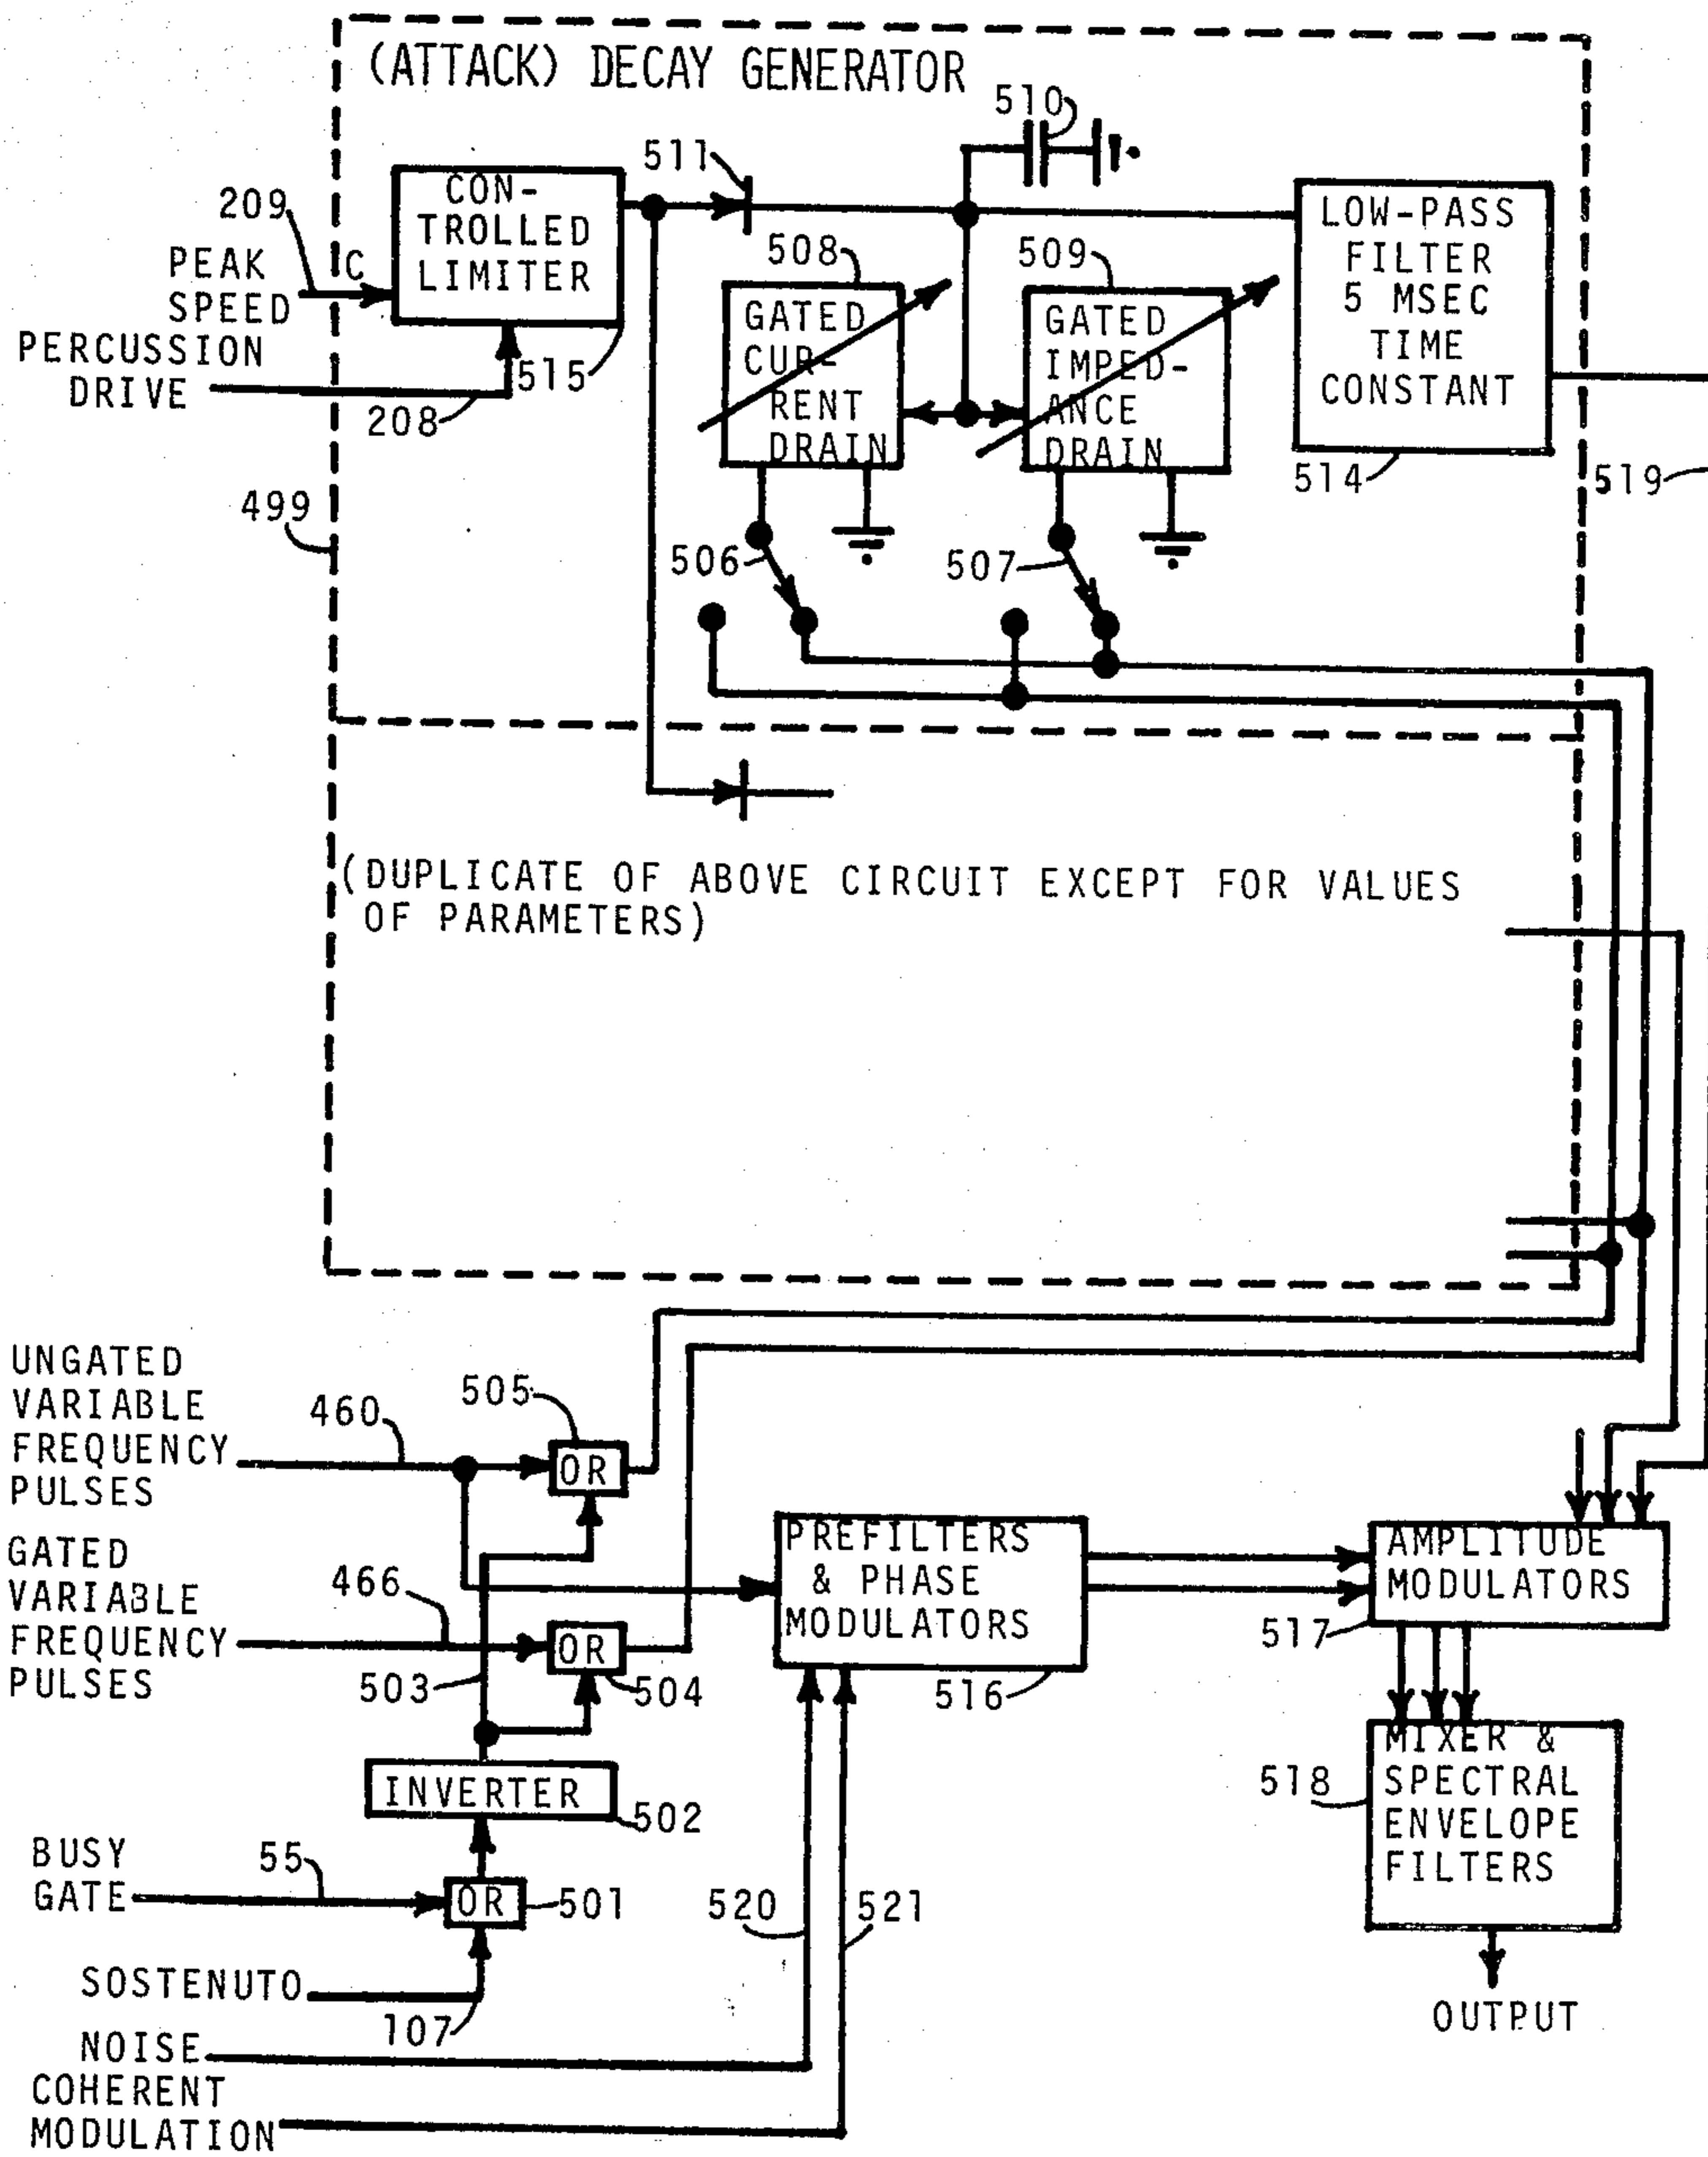 (ATTACK) DECAY GENERATOR
510
511
CON-
TROLLED
LIMITER
209
PEAK
SPEED
C
PERCUSSION
DRIVE
208
515
508
GATED
CUR-
RENT
DRAIN
509
GATED
IMPED-
ANCE
DRAIN
LOW-PASS
FILTER
5 MSEC
TIME
CONSTANT
514
519
499
506
507
(DUPLICATE OF ABOVE CIRCUIT EXCEPT FOR VALUES
OF PARAMETERS)
UNGATED
VARIABLE
FREQUENCY
PULSES
460
505
OR
GATED
VARIABLE
FREQUENCY
PULSES
466
OR
503
504
PREFILTERS
& PHASE
MODULATORS
516
AMPLITUDE
MODULATORS
517
INVERTER
502
BUSY
GATE
55
OR
501
520
521
MIXER &
SPECTRAL
ENVELOPE
FILTERS
518
SOSTENUTO
107
OUTPUT
NOISE
COHERENT
MODULATION